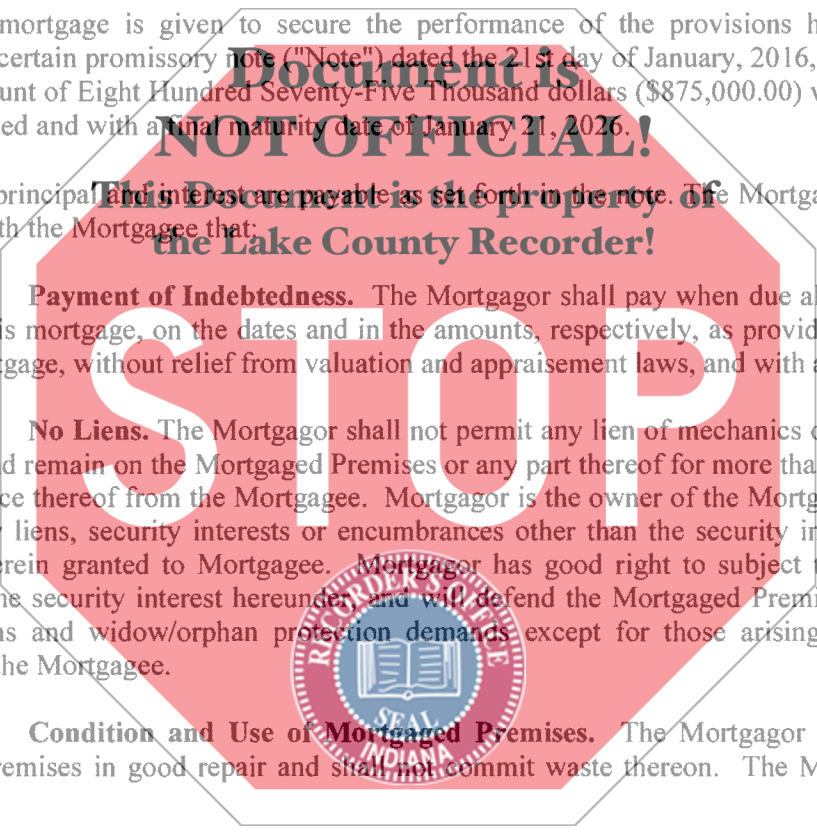 mortgage is given to secure the performance of the provisions h
certain promissory note ("Note") dated the 21st day of January, 2016,
Document is
unt of Eight Hundred Seventy-Five Thousand dollars ($875,000.00) v
ed and with a final maturity date of January 21, 2026.
NOT OFFICIAL!
principal and interest are payable as set forth in the note. The Mortga
This Document is the property of
th the Mortgagee that;
the Lake County Recorder!
Payment of Indebtedness. The Mortgagor shall pay when due al
is mortgage, on the dates and in the amounts, respectively, as provid
tgage, without relief from valuation and appraisement laws, and with a
STOP
No Liens. The Mortgagor shall not permit any lien of mechanics o
d remain on the Mortgaged Premises or any part thereof for more tha
ce thereof from the Mortgagee. Mortgagor is the owner of the Mortg
y liens, security interests or encumbrances other than the security in
erein granted to Mortgagee. Mortgagor has good right to subject t
he security interest hereunder, and will defend the Mortgaged Premi
ns and widow/orphan protection demands except for those arising
the Mortgagee.
RECORDER'S OFFICE
SEAL
INDIANA
Condition and Use of Mortgaged Premises. The Mortgagor
remises in good repair and shall not commit waste thereon. The M